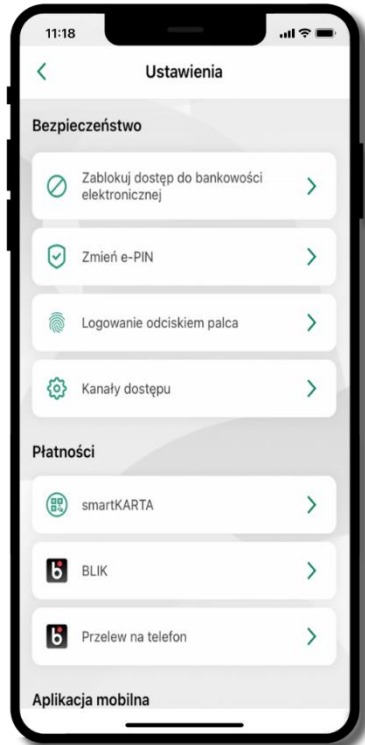 11:18
Ustawienia
Bezpieczeństwo
Zablokuj dostęp do bankowości
elektronicznej
Zmień e-PIN
Logowanie odciskiem palca
Kanały dostępu
Płatności
smartKARTA
BLIK
Przelew na telefon
Aplikacja mobilna